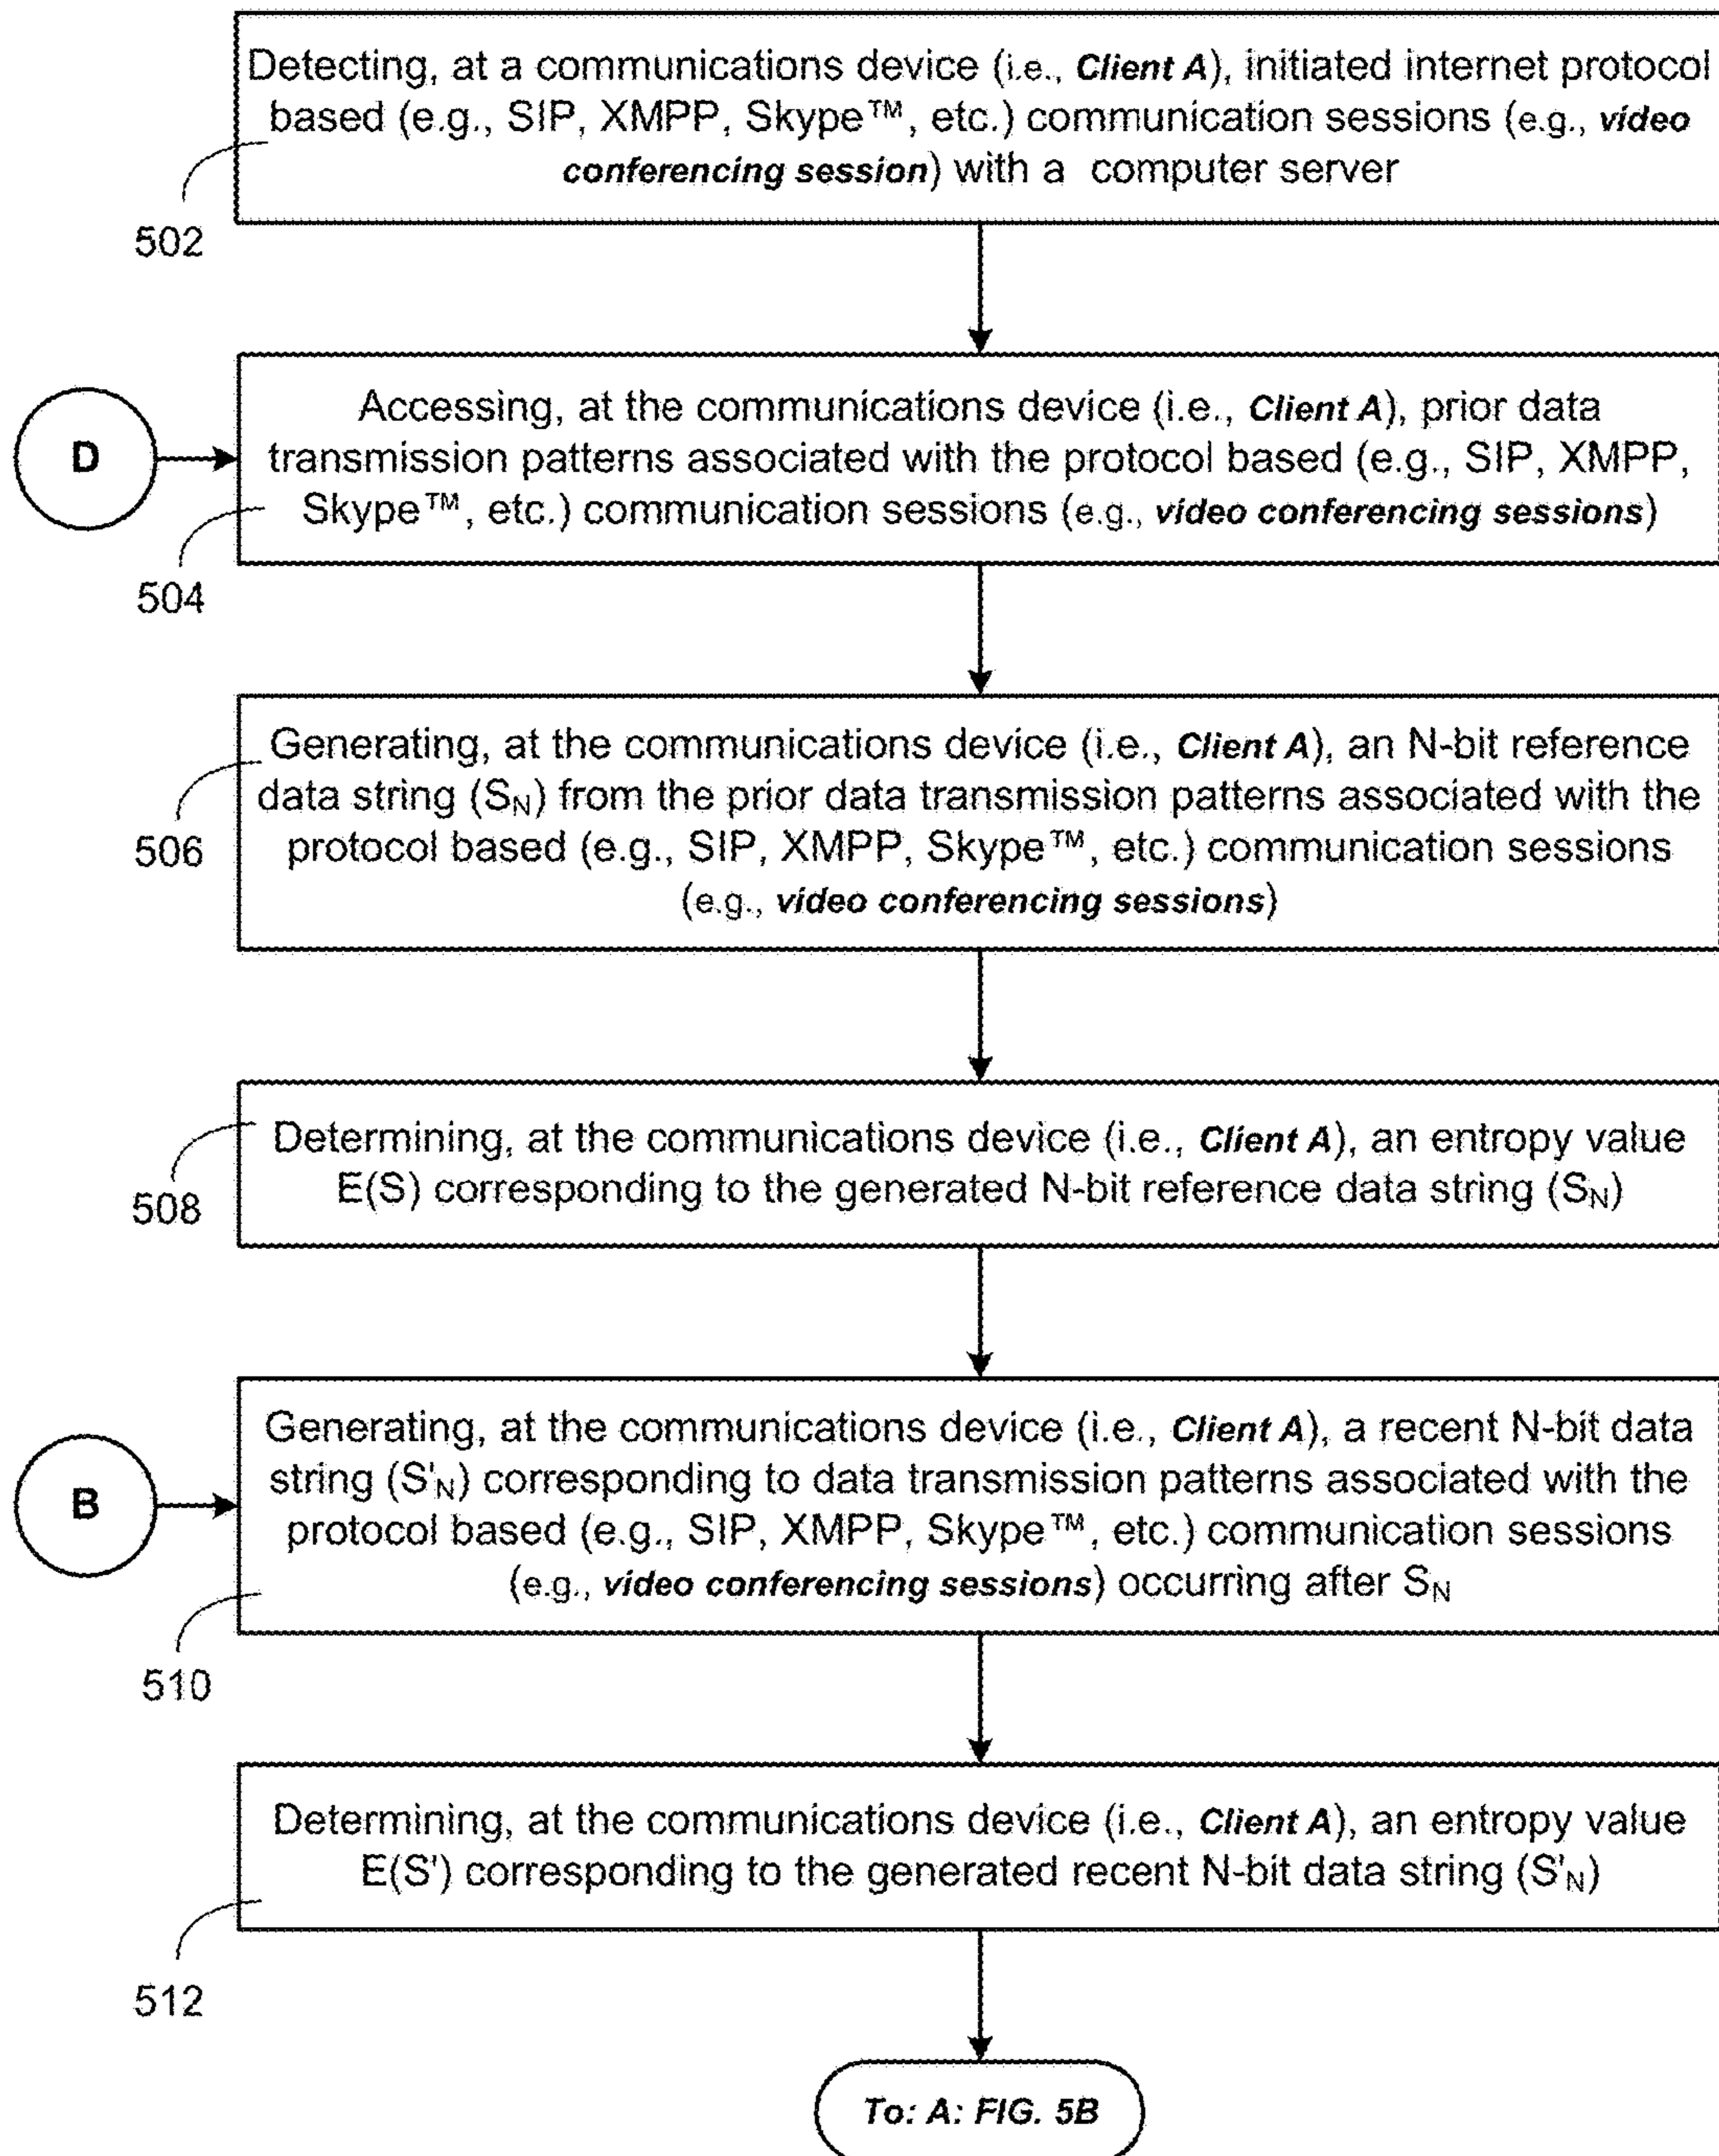 Detecting, at a communications device (i.e., Client A), initiated internet protocol
based (e.g., SIP, XMPP, Skype™, etc.) communication sessions (e.g., video
conferencing session) with a computer server
502
D
Accessing, at the communications device (i.e., Client A), prior data
transmission patterns associated with the protocol based (e.g., SIP, XMPP,
Skype™, etc.) communication sessions (e.g., video conferencing sessions)
504
Generating, at the communications device (i.e., Client A), an N-bit reference
data string (S_N) from the prior data transmission patterns associated with the
protocol based (e.g., SIP, XMPP, Skype™, etc.) communication sessions
(e.g., video conferencing sessions)
506
Determining, at the communications device (i.e., Client A), an entropy value
E(S) corresponding to the generated N-bit reference data string (S_N)
508
B
Generating, at the communications device (i.e., Client A), a recent N-bit data
string (S'_N) corresponding to data transmission patterns associated with the
protocol based (e.g., SIP, XMPP, Skype™, etc.) communication sessions
(e.g., video conferencing sessions) occurring after S_N
510
Determining, at the communications device (i.e., Client A), an entropy value
E(S') corresponding to the generated recent N-bit data string (S'_N)
512
To: A: FIG. 5B